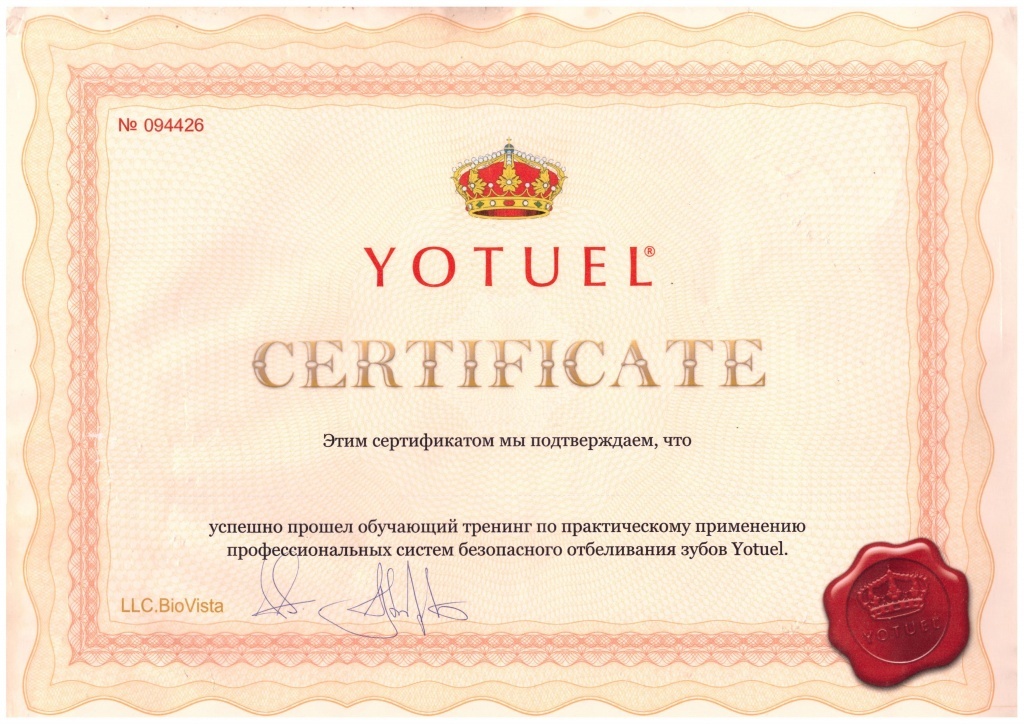 № 094426
YOTUEL®
CERTIFICATE
Этим сертификатом мы подтверждаем, что
успешно прошел обучающий тренинг по практическому применению
профессиональных систем безопасного отбеливания зубов Yotuel.
LLC.BioVista
YOTUEL